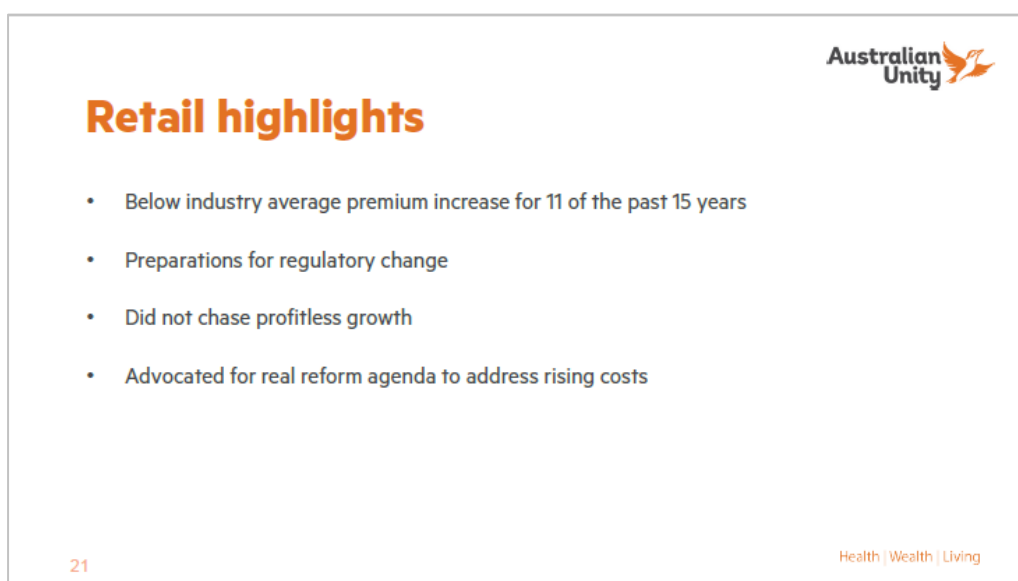 Australian
Unity
Retail highlights
• Below industry average premium increase for 11 of the past 15 years
• Preparations for regulatory change
• Did not chase profitless growth
• Advocated for real reform agenda to address rising costs
21
Health | Wealth | Living